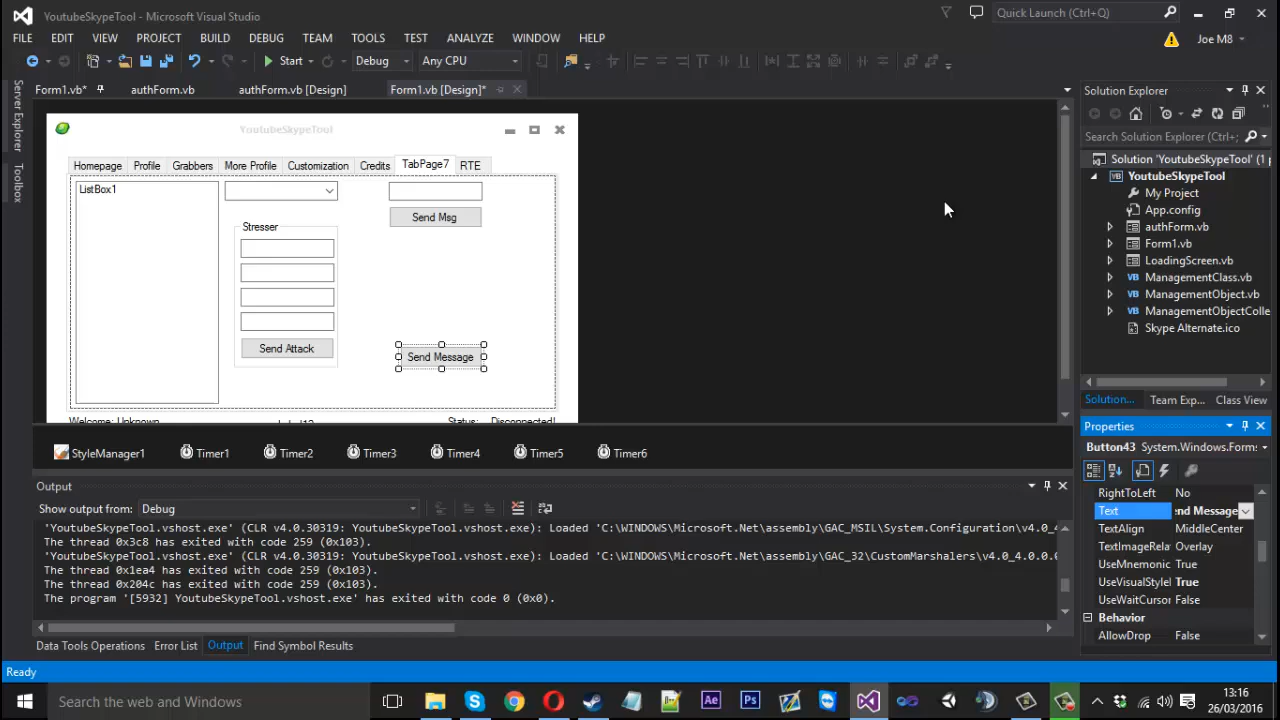 YoutubeSkypeTool - Microsoft Visual Studio
Quick Launch (Ctrl+Q)
FILE EDIT VIEW PROJECT BUILD DEBUG TEAM TOOLS TEST ANALYZE WINDOW HELP
Joe M8
Start Debug Any CPU
Form1.vb* authForm.vb authForm.vb [Design] Form1.vb [Design]*
Server Explorer
Toolbox
YoutubeSkypeTool
Homepage Profile Grabbers More Profile Customization Credits TabPage7 RTE
ListBox1
Send Msg
Stresser
Send Attack
Send Message
Welcome: Unknown
Status: Disconnected!
StyleManager1 Timer1 Timer2 Timer3 Timer4 Timer5 Timer6
Output
Show output from: Debug
'YoutubeSkypeTool.vshost.exe' (CLR v4.0.30319: YoutubeSkypeTool.vshost.exe): Loaded 'C:\WINDOWS\Microsoft.Net\assembly\GAC_MSIL\System.Configuration\v4.0_4
The thread 0x3c8 has exited with code 259 (0x103).
'YoutubeSkypeTool.vshost.exe' (CLR v4.0.30319: YoutubeSkypeTool.vshost.exe): Loaded 'C:\WINDOWS\Microsoft.Net\assembly\GAC_32\CustomMarshalers\v4.0_4.0.0.0
The thread 0x1ea4 has exited with code 259 (0x103).
The thread 0x204c has exited with code 259 (0x103).
The program '[5932] YoutubeSkypeTool.vshost.exe' has exited with code 0 (0x0).
Data Tools Operations Error List Output Find Symbol Results
Ready
Solution Explorer
Search Solution Explorer (Ctrl+;)
Solution 'YoutubeSkypeTool' (1 p
YoutubeSkypeTool
My Project
App.config
authForm.vb
Form1.vb
LoadingScreen.vb
ManagementClass.vb
ManagementObject.vb
ManagementObjectColle
Skype Alternate.ico
Solution... Team Exp... Class View
Properties
Button43 System.Windows.Forms
RightToLeft No
Text nd Message
TextAlign MiddleCenter
TextImageRela Overlay
UseMnemonic True
UseVisualStyleI True
UseWaitCursor False
Behavior
AllowDrop False
Search the web and Windows
Ae
Ps
13:16
26/03/2016